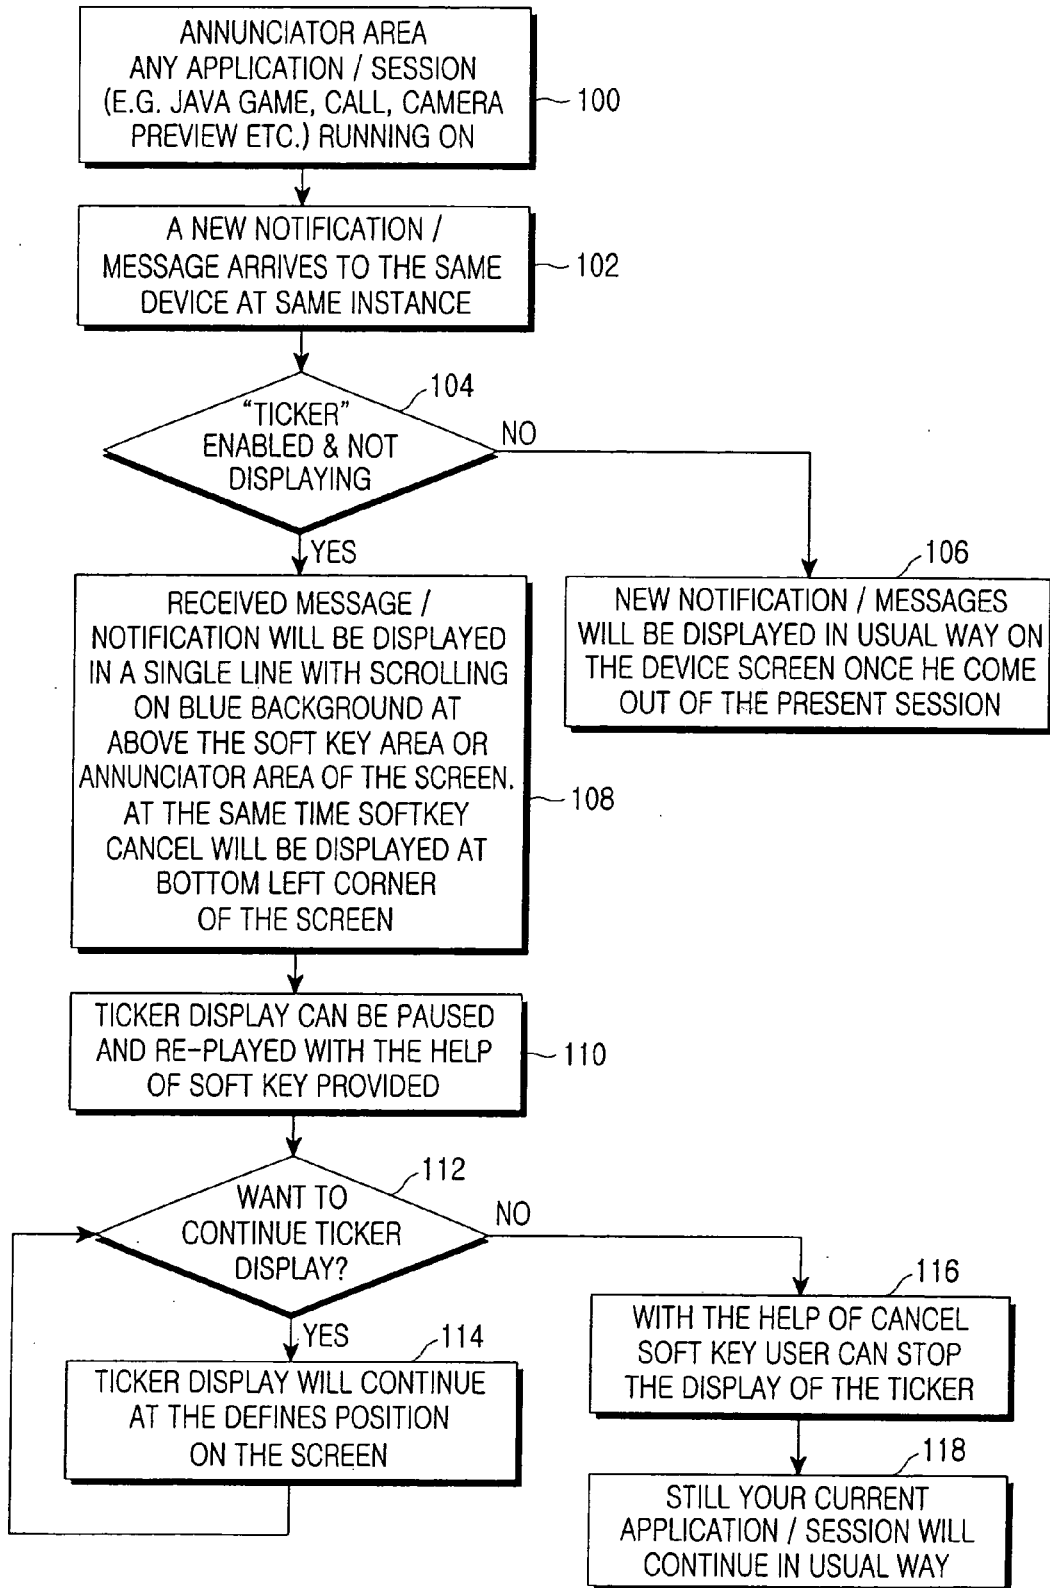 ANNUNCIATOR AREA
ANY APPLICATION / SESSION
(E.G. JAVA GAME, CALL, CAMERA
PREVIEW ETC.) RUNNING ON
100
A NEW NOTIFICATION /
MESSAGE ARRIVES TO THE SAME
DEVICE AT SAME INSTANCE
102
104
“TICKER”
ENABLED & NOT
DISPLAYING
NO
YES
106
NEW NOTIFICATION / MESSAGES
WILL BE DISPLAYED IN USUAL WAY ON
THE DEVICE SCREEN ONCE HE COME
OUT OF THE PRESENT SESSION
RECEIVED MESSAGE /
NOTIFICATION WILL BE DISPLAYED
IN A SINGLE LINE WITH SCROLLING
ON BLUE BACKGROUND AT
ABOVE THE SOFT KEY AREA OR
ANNUNCIATOR AREA OF THE SCREEN.
AT THE SAME TIME SOFTKEY
CANCEL WILL BE DISPLAYED AT
BOTTOM LEFT CORNER
OF THE SCREEN
108
TICKER DISPLAY CAN BE PAUSED
AND RE-PLAYED WITH THE HELP
OF SOFT KEY PROVIDED
110
112
WANT TO
CONTINUE TICKER
DISPLAY?
NO
YES
114
TICKER DISPLAY WILL CONTINUE
AT THE DEFINES POSITION
ON THE SCREEN
116
WITH THE HELP OF CANCEL
SOFT KEY USER CAN STOP
THE DISPLAY OF THE TICKER
118
STILL YOUR CURRENT
APPLICATION / SESSION WILL
CONTINUE IN USUAL WAY